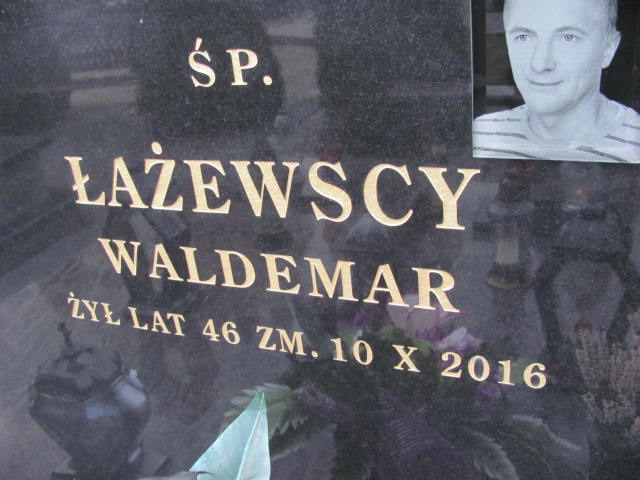 ŚP.
ŁAŻEWSCY
WALDEMAR
ŻYŁ LAT 46 ZM. 10 X 2016